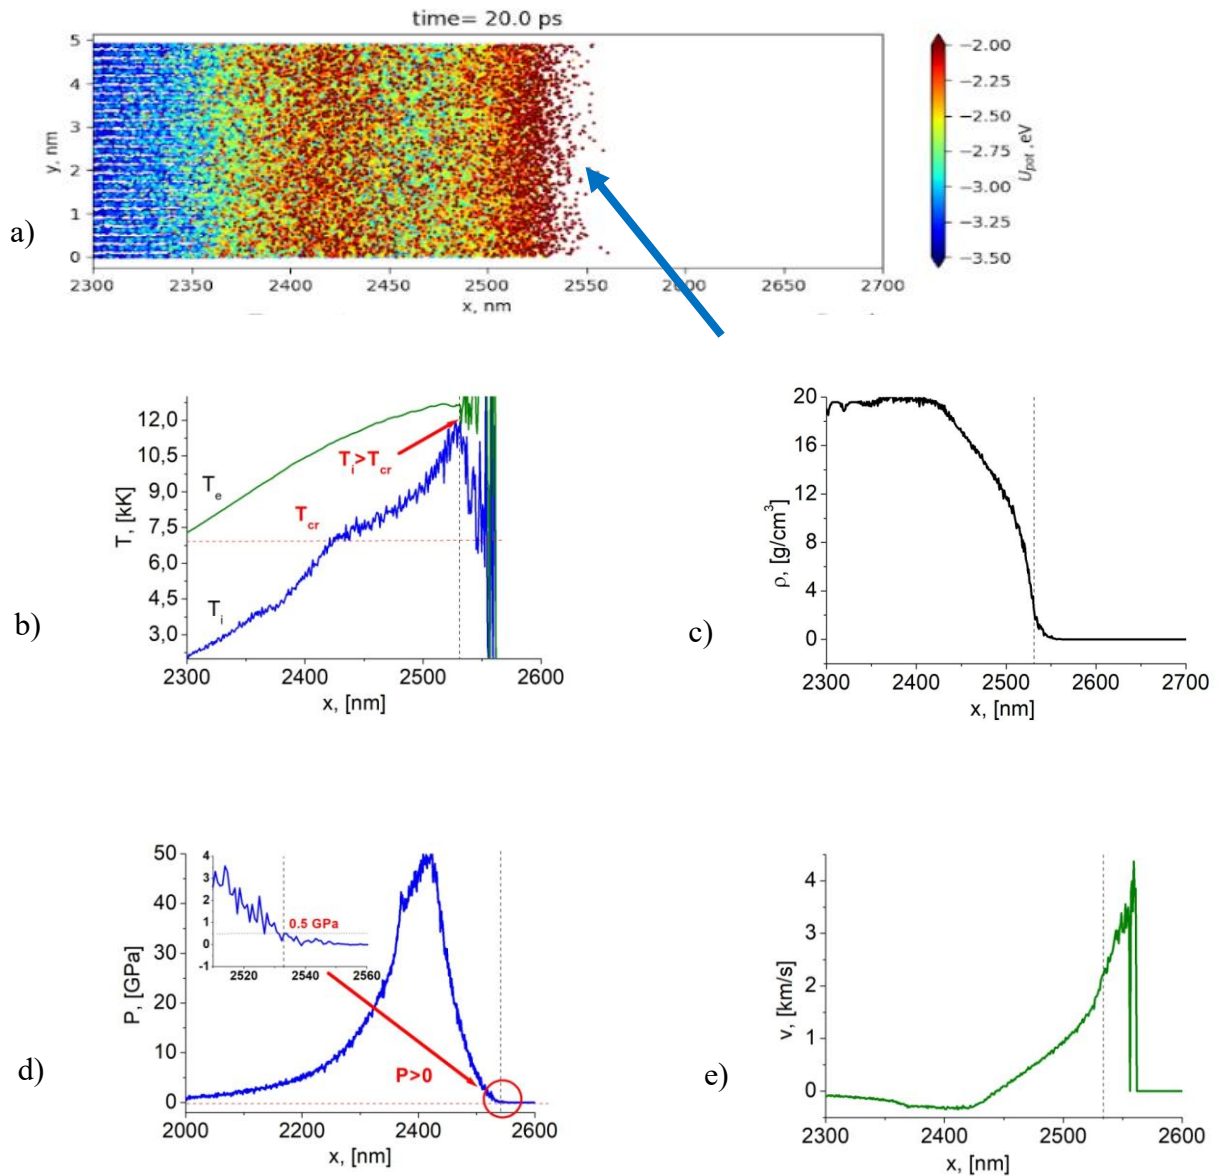 time= 20.0 ps
5
4
3
2
1
0
y, nm
a)
2300 2350 2400 2450 2500 2550 2600 2650 2700
x, nm
−2.00
−2.25
−2.50
−2.75
−3.00
−3.25
−3.50
U_pot, eV
12,0
10,5
9,0
7,5
6,0
4,5
3,0
T, [kK]
T_e
T_cr
T_i>T_cr
T_i
b)
2300 2400 2500 2600
x, [nm]
20
16
12
8
4
0
ρ, [g/cm³]
c)
2300 2400 2500 2600 2700
x, [nm]
50
40
30
20
10
0
P, [GPa]
4
3
2
1
0
-1
0.5 GPa
2520 2540 2560
P>0
d)
2000 2200 2400 2600
x, [nm]
4
3
2
1
0
v, [km/s]
e)
2300 2400 2500 2600
x, [nm]